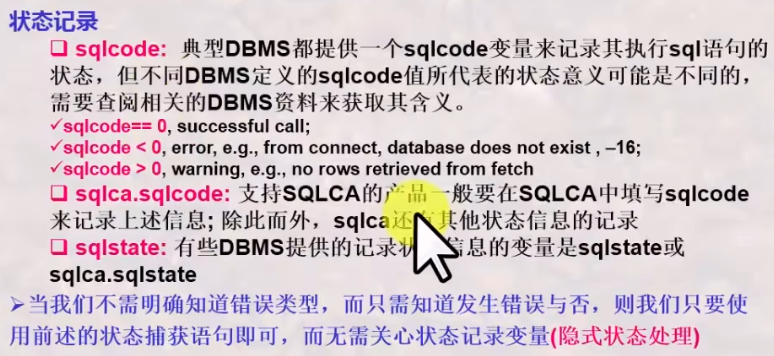 状态记录
❑ sqlcode: 典型DBMS都提供一个sqlcode变量来记录其执行sql语句的
状态，但不同DBMS定义的sqlcode值所代表的状态意义可能是不同的，
需要查阅相关的DBMS资料来获取其含义。
✓sqlcode== 0, successful call;
✓sqlcode < 0, error, e.g., from connect, database does not exist , –16;
✓sqlcode > 0, warning, e.g., no rows retrieved from fetch
❑ sqlca.sqlcode: 支持SQLCA的产品一般要在SQLCA中填写sqlcode
来记录上述信息; 除此而外，sqlca还有其他状态信息的记录
❑ sqlstate: 有些DBMS提供的记录状 信息的变量是sqlstate或
sqlca.sqlstate
➢当我们不需明确知道错误类型，而只需知道发生错误与否，则我们只要使
用前述的状态捕获语句即可，而无需关心状态记录变量(隐式状态处理)